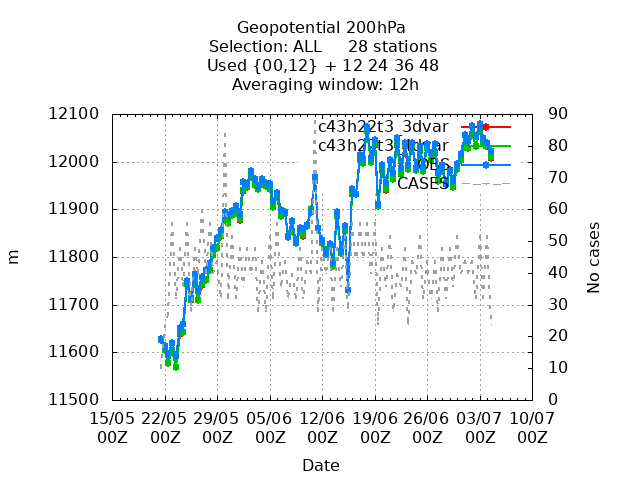 Geopotential 200hPa
Selection: ALL     28 stations
Used {00,12} + 12 24 36 48
Averaging window: 12h
12100
12000
11900
11800
11700
11600
11500
m
90
80
70
60
50
40
30
20
10
0
No cases
c43h22t3_3dvar
OBS
CASES
15/05 22/05 29/05 05/06 12/06 19/06 26/06 03/07 10/07
00Z 00Z 00Z 00Z 00Z 00Z 00Z 00Z 00Z
Date